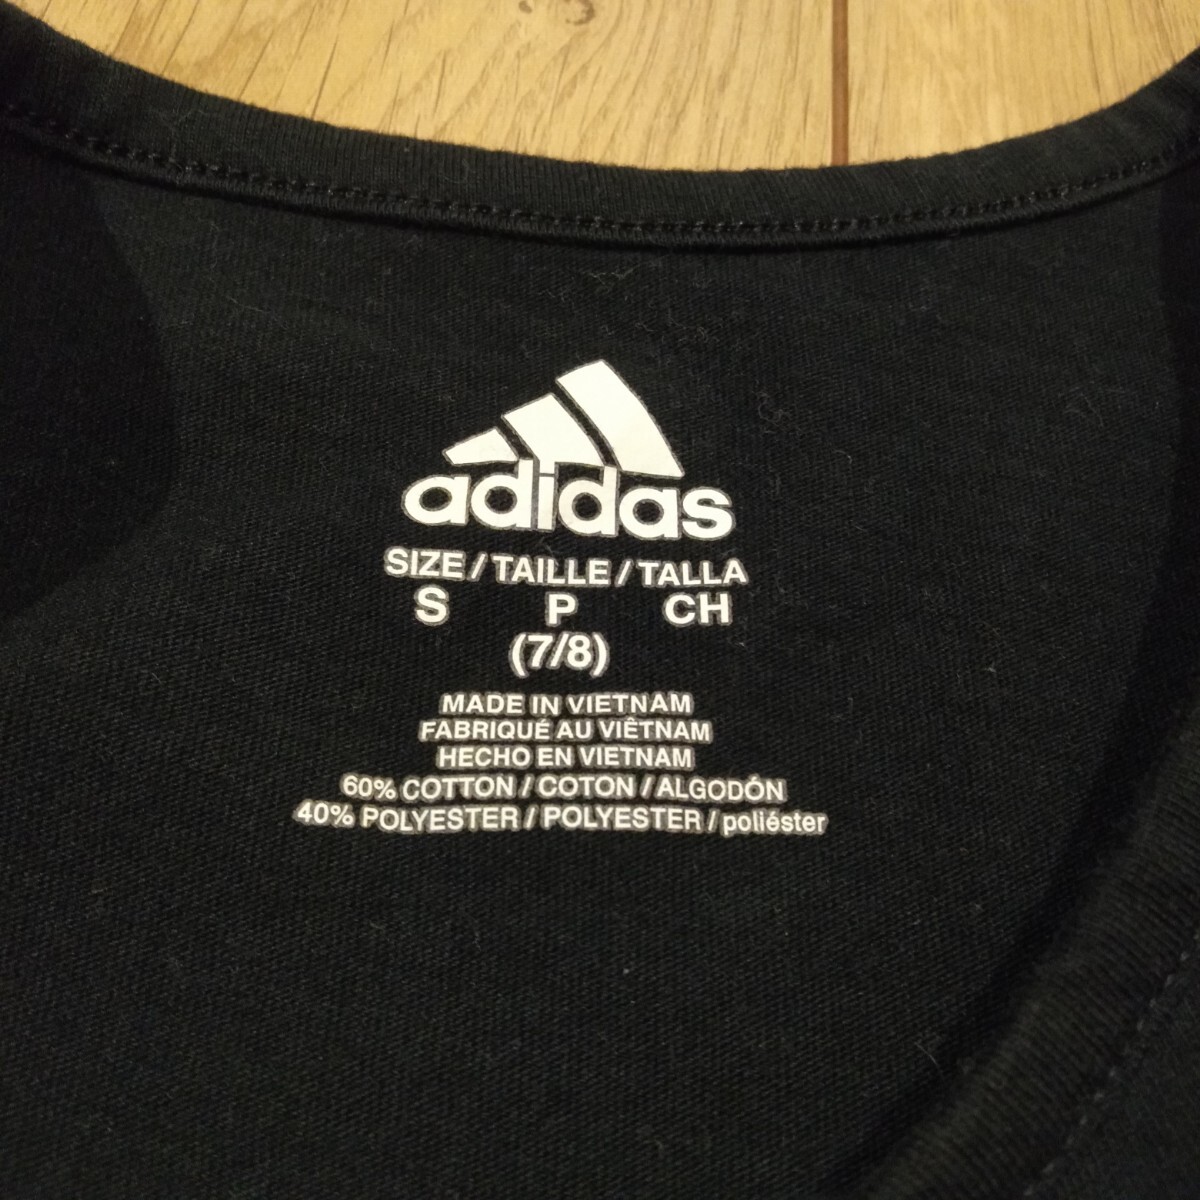 adidas
SIZE / TAILLE / TALLA
S P CH
(7/8)
MADE IN VIETNAM
FABRIQUÉ AU VIÊTNAM
HECHO EN VIETNAM
60% COTTON / COTON / ALGODÓN
40% POLYESTER / POLYESTER / poliéster